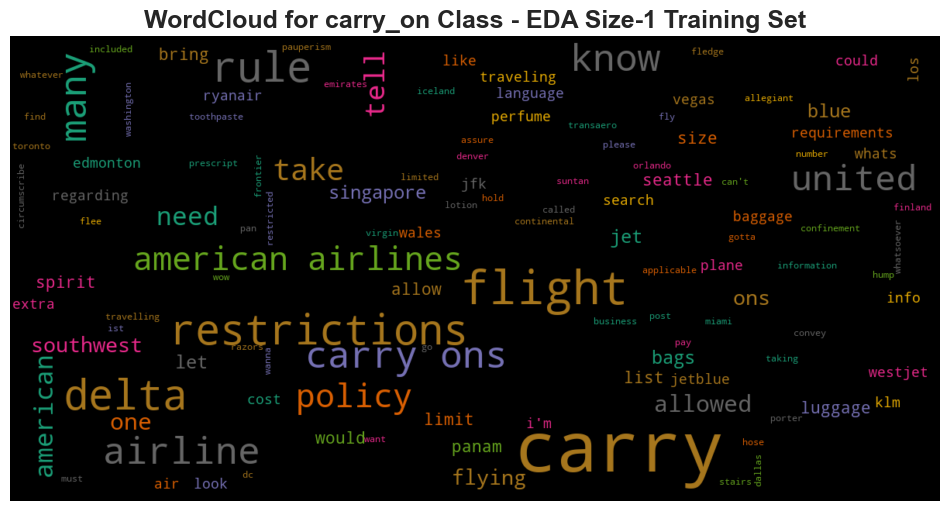 WordCloud for carry_on Class - EDA Size-1 Training Set
included
pauperism
many
bring
rule
tell
like
know
fledge
could
los
whatever
washington
ryanair
emirates
iceland
traveling
language
vegas
allegiant
blue
find
toothpaste
perfume
transaero
fly
requirements
toronto
assure
please
size
number
whats
edmonton
prescript
frontier
take
denver
orlando
circumscribe
regarding
limited
singapore
jfk
suntan
seattle
can't
united
hold
lotion
search
finland
flee
need
restricted
called
continental
baggage
pan
virgin
wales
jet
gotta
confinement
whatsoever
american airlines
wow
plane
applicable
information
spirit
allow
flight
hump
extra
ons
info
travelling
ist
restrictions
business
post
miami
convey
southwest
razors
wanna
go
carry ons
pay
let
bags
taking
american
list
jetblue
westjet
delta
cost
policy
allowed
luggage
klm
one
limit
i'm
porter
airline
would
want
panam
carry
hose
must
air
look
dc
flying
stairs
dallas